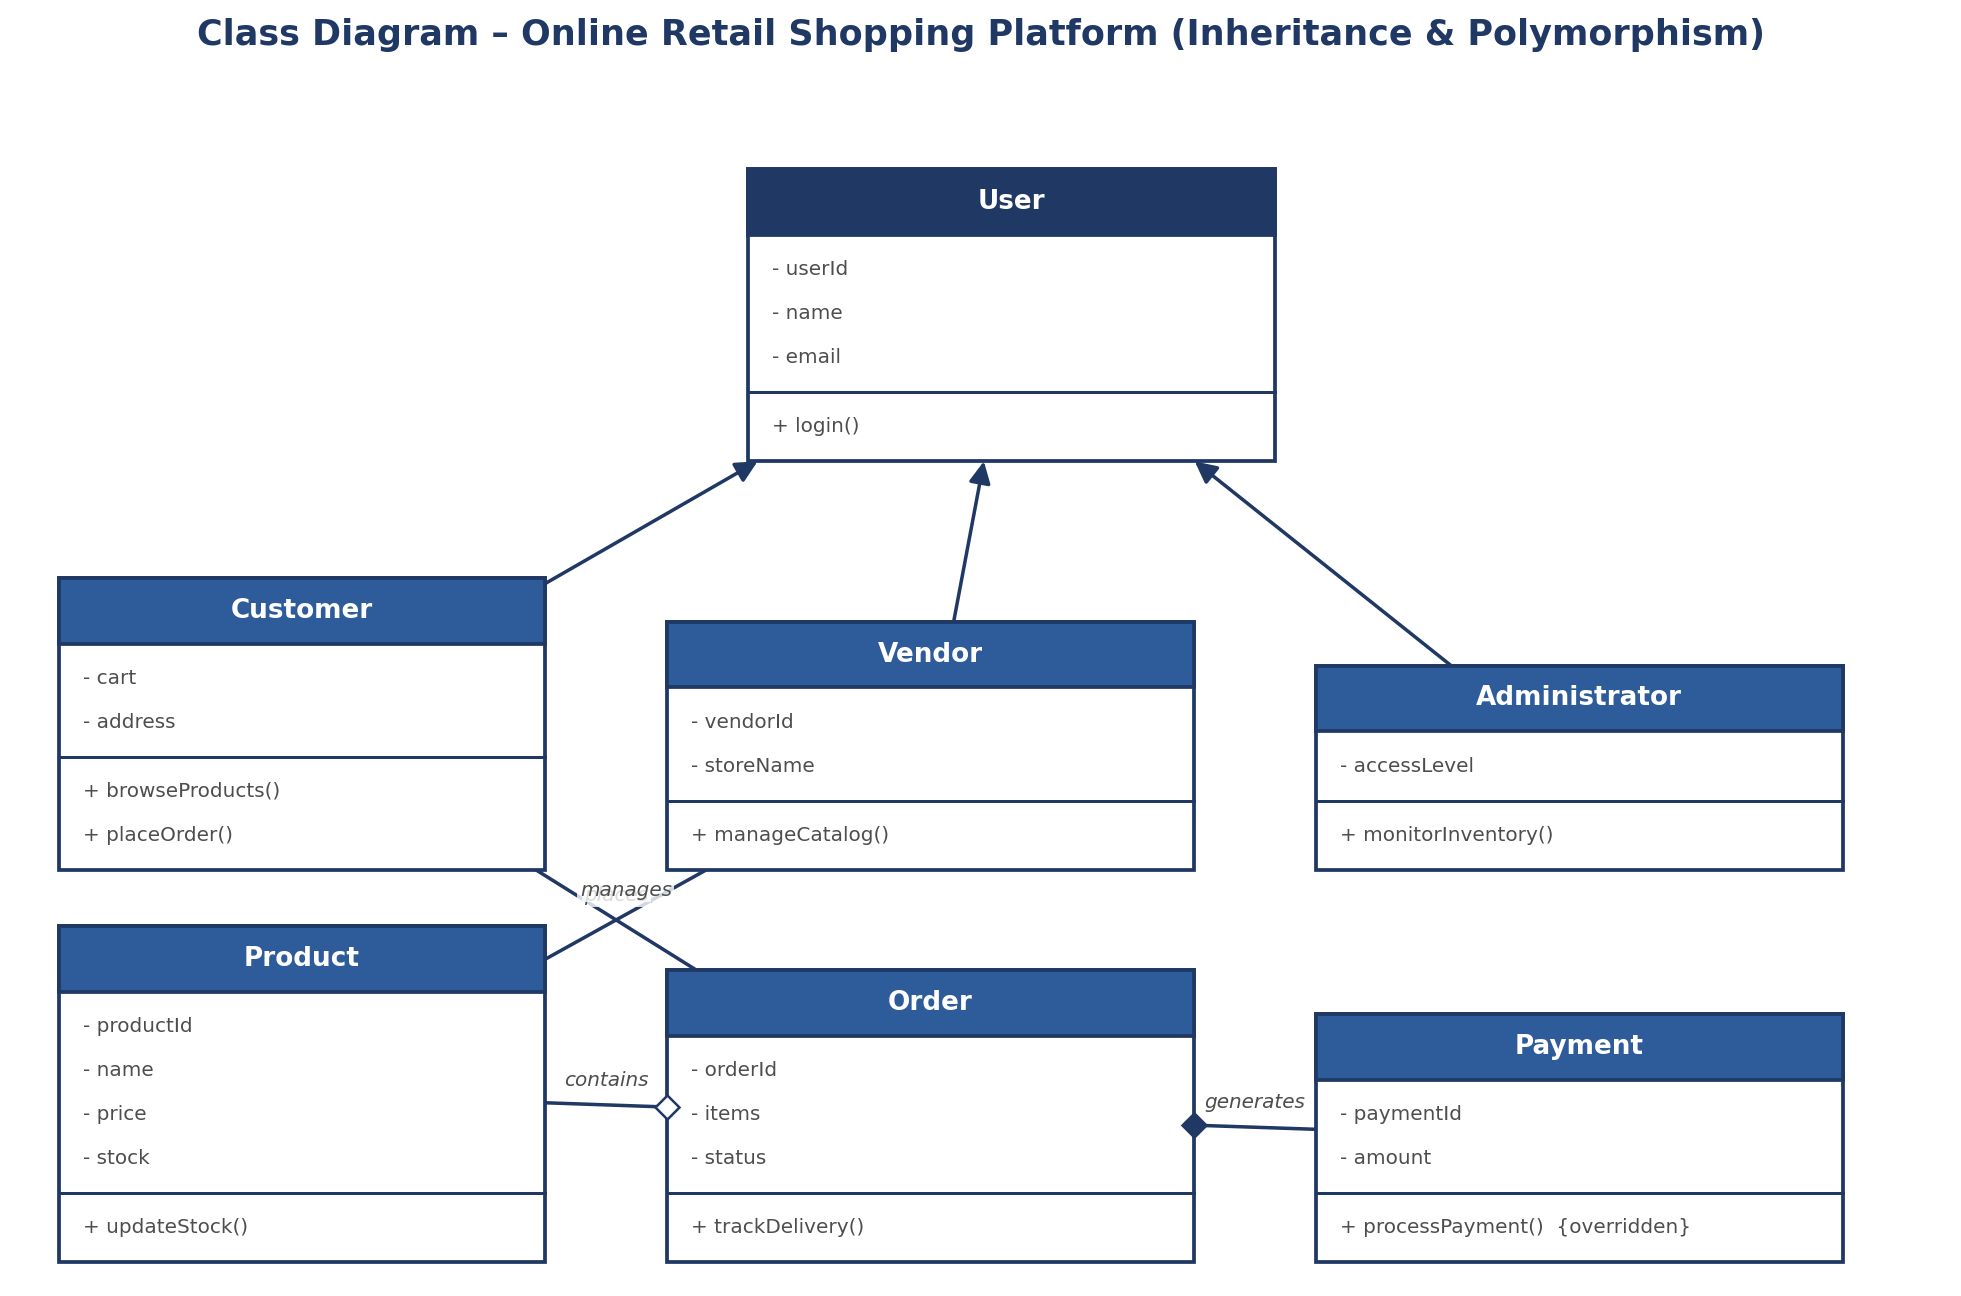 Class Diagram – Online Retail Shopping Platform (Inheritance & Polymorphism)
User
- userId
- name
- email
+ login()
Customer
- cart
- address
+ browseProducts()
+ placeOrder()
Vendor
- vendorId
- storeName
+ manageCatalog()
Administrator
- accessLevel
+ monitorInventory()
manages
Product
- productId
- name
- price
- stock
+ updateStock()
contains
Order
- orderId
- items
- status
+ trackDelivery()
generates
Payment
- paymentId
- amount
+ processPayment()  {overridden}